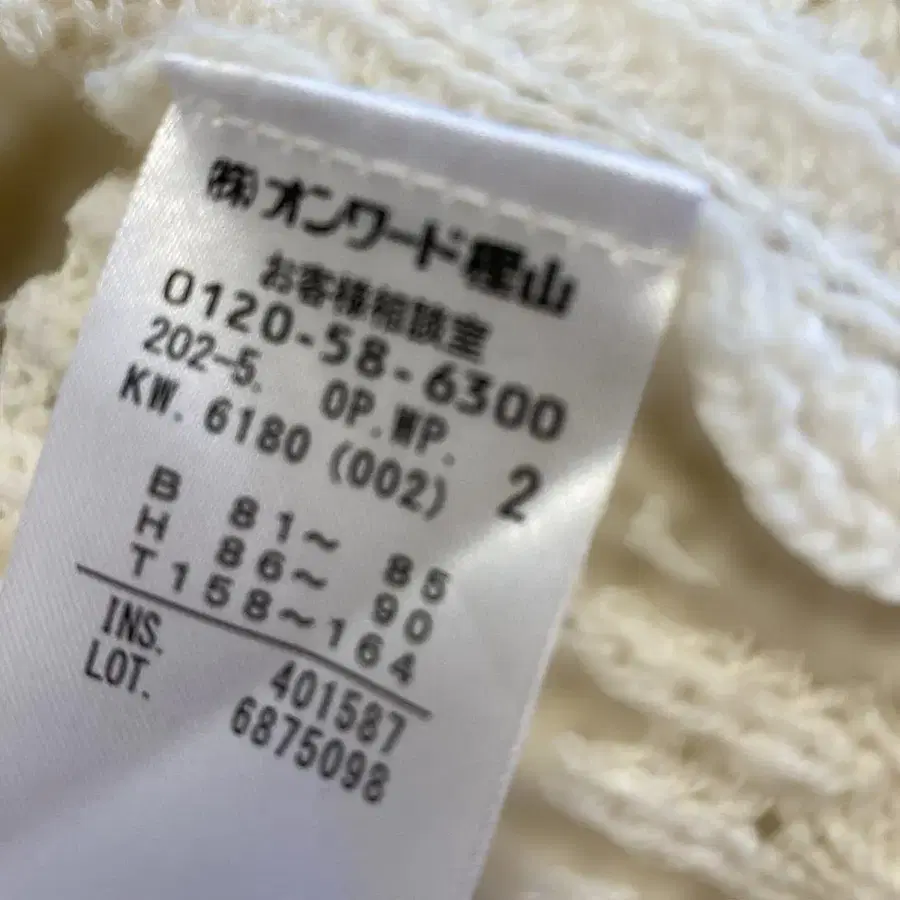 (株)オンワード樫山
お客様相談室
0120-58-6300
202-5. OP.WP.
KW. 6180 (002) 2
B 81～ 85
H 86～ 90
T158～164
INS. 401587
LOT. 6875098